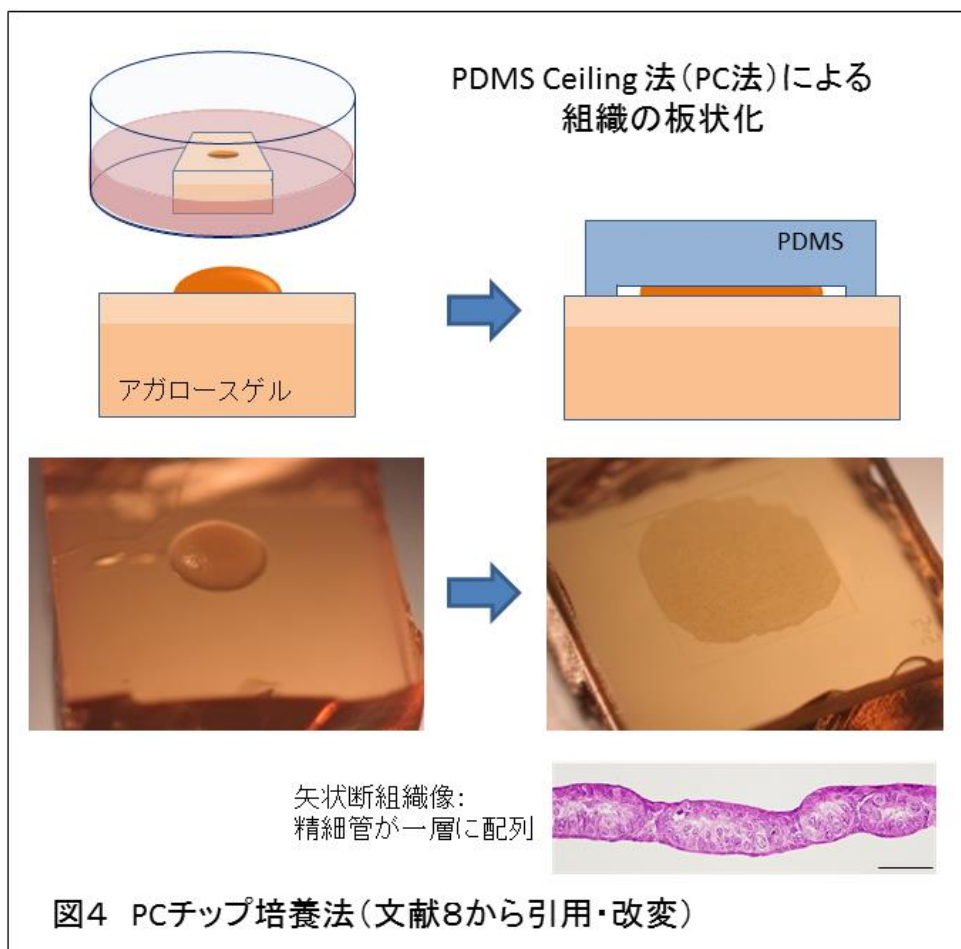 PDMS Ceiling 法(PC法)による
組織の板状化
PDMS
アガロースゲル
矢状断組織像:
精細管が一層に配列
図4 PCチップ培養法(文献8から引用・改変)